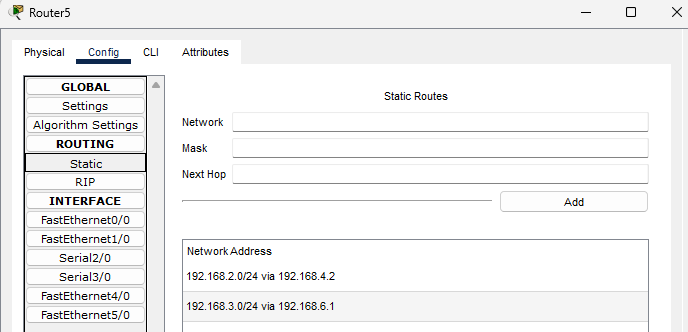 Router5
Physical Config CLI Attributes
GLOBAL
Settings
Algorithm Settings
ROUTING
Static
RIP
INTERFACE
FastEthernet0/0
FastEthernet1/0
Serial2/0
Serial3/0
FastEthernet4/0
FastEthernet5/0
Static Routes
Network
Mask
Next Hop
Add
Network Address
192.168.2.0/24 via 192.168.4.2
192.168.3.0/24 via 192.168.6.1